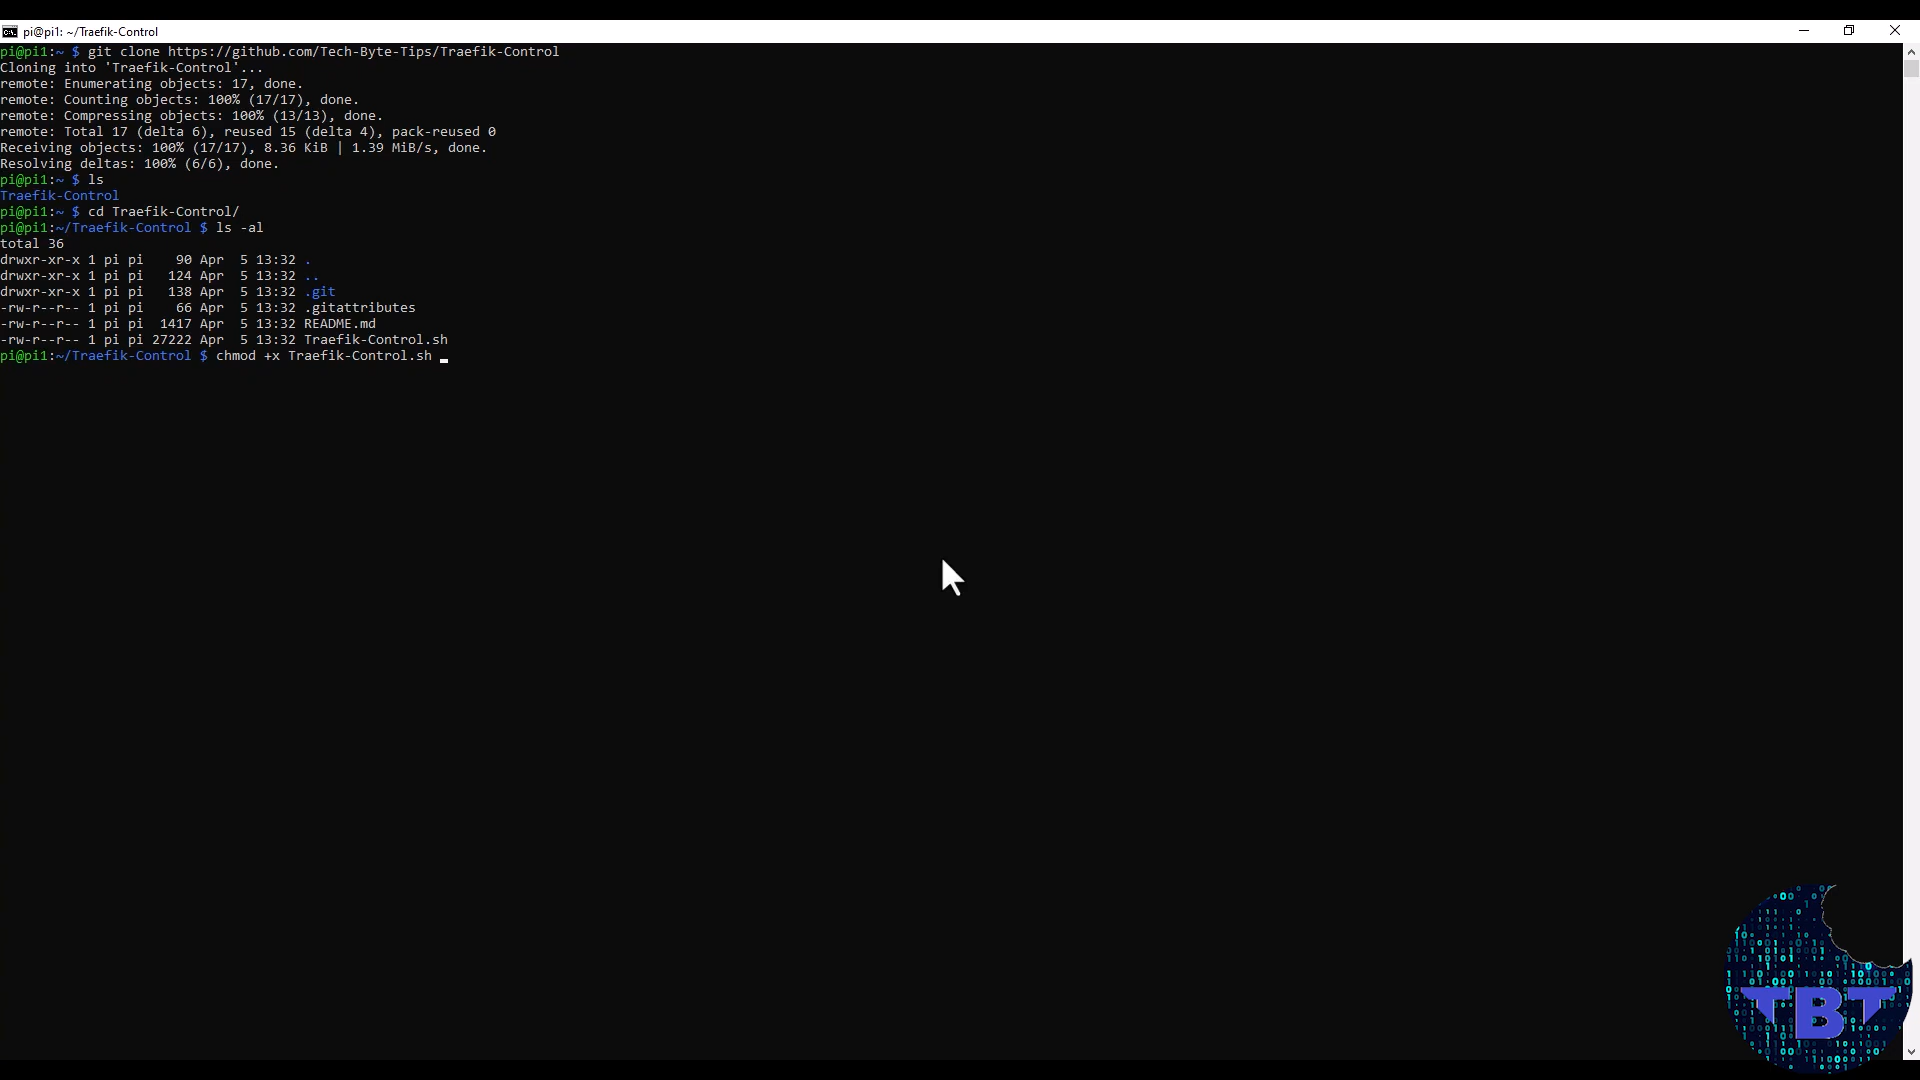 pi@pi1: ~/Traefik-Control
pi@pi1:~ $ git clone https://github.com/Tech-Byte-Tips/Traefik-Control
Cloning into 'Traefik-Control'...
remote: Enumerating objects: 17, done.
remote: Counting objects: 100% (17/17), done.
remote: Compressing objects: 100% (13/13), done.
remote: Total 17 (delta 6), reused 15 (delta 4), pack-reused 0
Receiving objects: 100% (17/17), 8.36 KiB | 1.39 MiB/s, done.
Resolving deltas: 100% (6/6), done.
pi@pi1:~ $ ls
Traefik-Control
pi@pi1:~ $ cd Traefik-Control/
pi@pi1:~/Traefik-Control $ ls -al
total 36
drwxr-xr-x 1 pi pi    90 Apr  5 13:32 .
drwxr-xr-x 1 pi pi   124 Apr  5 13:32 ..
drwxr-xr-x 1 pi pi   138 Apr  5 13:32 .git
-rw-r--r-- 1 pi pi    66 Apr  5 13:32 .gitattributes
-rw-r--r-- 1 pi pi  1417 Apr  5 13:32 README.md
-rw-r--r-- 1 pi pi 27222 Apr  5 13:32 Traefik-Control.sh
pi@pi1:~/Traefik-Control $ chmod +x Traefik-Control.sh
TBT